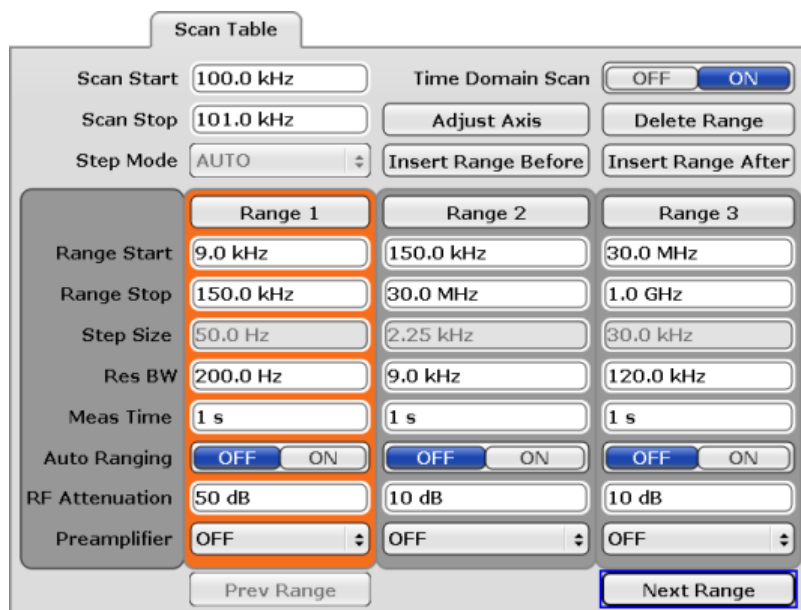 Scan Table
Scan Start 100.0 kHz Time Domain Scan OFF ON
Scan Stop 101.0 kHz Adjust Axis Delete Range
Step Mode AUTO Insert Range Before Insert Range After
Range 1 Range 2 Range 3
Range Start 9.0 kHz 150.0 kHz 30.0 MHz
Range Stop 150.0 kHz 30.0 MHz 1.0 GHz
Step Size 50.0 Hz 2.25 kHz 30.0 kHz
Res BW 200.0 Hz 9.0 kHz 120.0 kHz
Meas Time 1 s 1 s 1 s
Auto Ranging OFF ON OFF ON OFF ON
RF Attenuation 50 dB 10 dB 10 dB
Preamplifier OFF OFF OFF
Prev Range Next Range